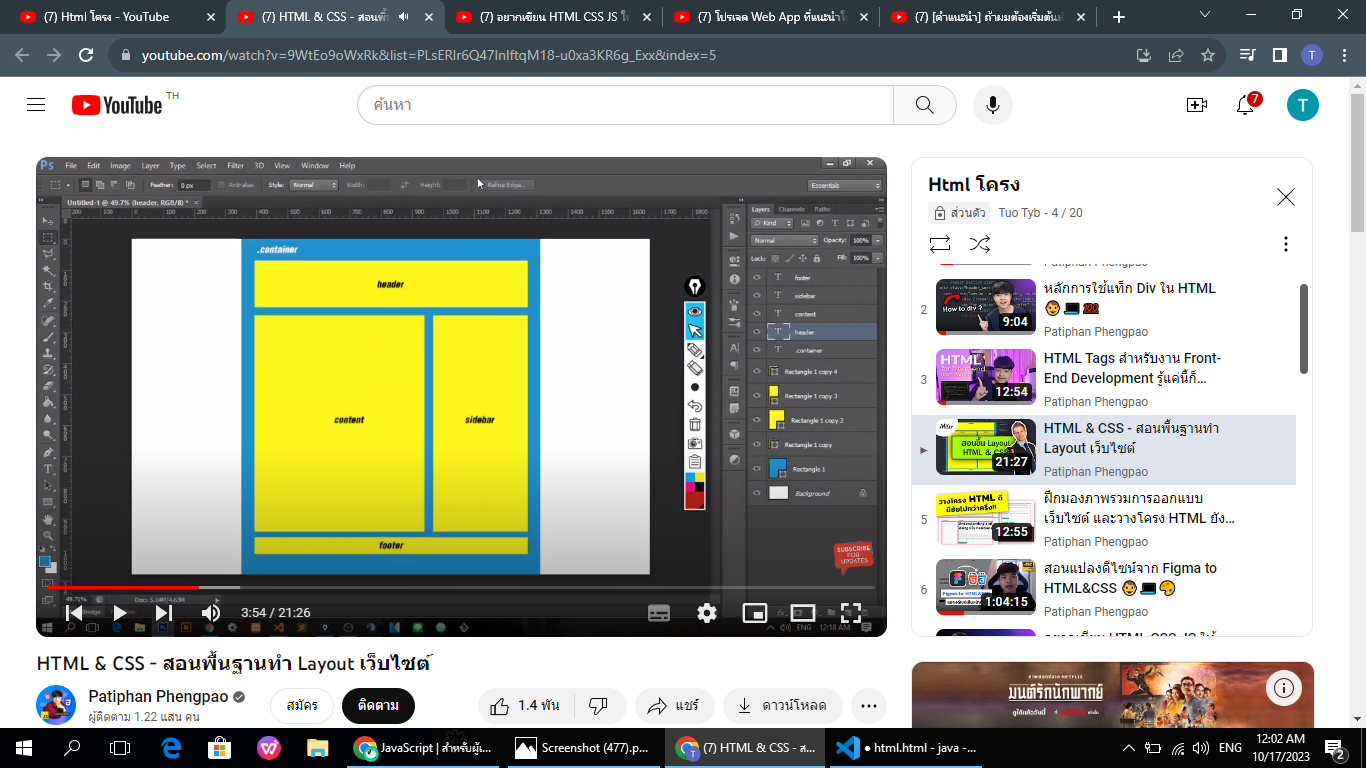 (7) Html โครง - YouTube
(7) HTML & CSS - สอนพื้น
(7) อยากเขียน HTML CSS JS ให้
(7) โปรเจค Web App ที่แนะนำใ
(7) [คำแนะนำ] ถ้าผมต้องเริ่มต้นเ
youtube.com/watch?v=9WtEo9oWxRk&list=PLsERIr6Q47InIftqM18-u0xa3KR6g_Exx&index=5
T
YouTube TH
ค้นหา
7
T
Ps File Edit Image Layer Type Select Filter 3D View Window Help
Feather: 0 px Anti-alias Style: Normal Width: Height: Refine Edge... Essentials
Untitled-1 @ 49.7% (header, RGB/8) *
Layers Channels Paths
Kind
Normal Opacity: 100%
Lock: Fill: 100%
footer
sidebar
content
header
.container
Rectangle 1 copy 4
Rectangle 1 copy 3
Rectangle 1 copy 2
Rectangle 1 copy
Rectangle 1
Background
.container
header
content
sidebar
footer
SUBSCRIBE
FOR
UPDATES
49.71% Doc: 5.14M/4.63M
3:54 / 21:26
ENG 12:18 AM
HTML & CSS - สอนพื้นฐานทำ Layout เว็บไซต์
Patiphan Phengpao
ผู้ติดตาม 1.22 แสน คน
สมัคร
ติดตาม
1.4 พัน
แชร์
ดาวน์โหลด
Html โครง
ส่วนตัว Tuo Tyb - 4 / 20
Patiphan Phengpao
2
How to div ?
9:04
หลักการใช้แท็ก Div ใน HTML
Patiphan Phengpao
3
HTML
12:54
HTML Tags สำหรับงาน Front-
End Development รู้แค่นี้ก็...
Patiphan Phengpao
สอนขึ้น Layout
HTML & CSS
21:27
HTML & CSS - สอนพื้นฐานทำ
Layout เว็บไซต์
Patiphan Phengpao
5
วางโครง HTML ดี
มีชัยไปกว่าครึ่ง!!
12:55
ฝึกมองภาพรวมการออกแบบ
เว็บไซต์ และวางโครง HTML ยัง...
Patiphan Phengpao
6
1:04:15
สอนแปลงดีไซน์จาก Figma to
HTML&CSS
Patiphan Phengpao
อยากเขียน HTML CSS JS ให้
มนต์รักนักพากย์
JavaScript | สำหรับผู้เ...
Screenshot (477).p...
(7) HTML & CSS - ส...
● html.html - java -...
ENG
12:02 AM
10/17/2023
2